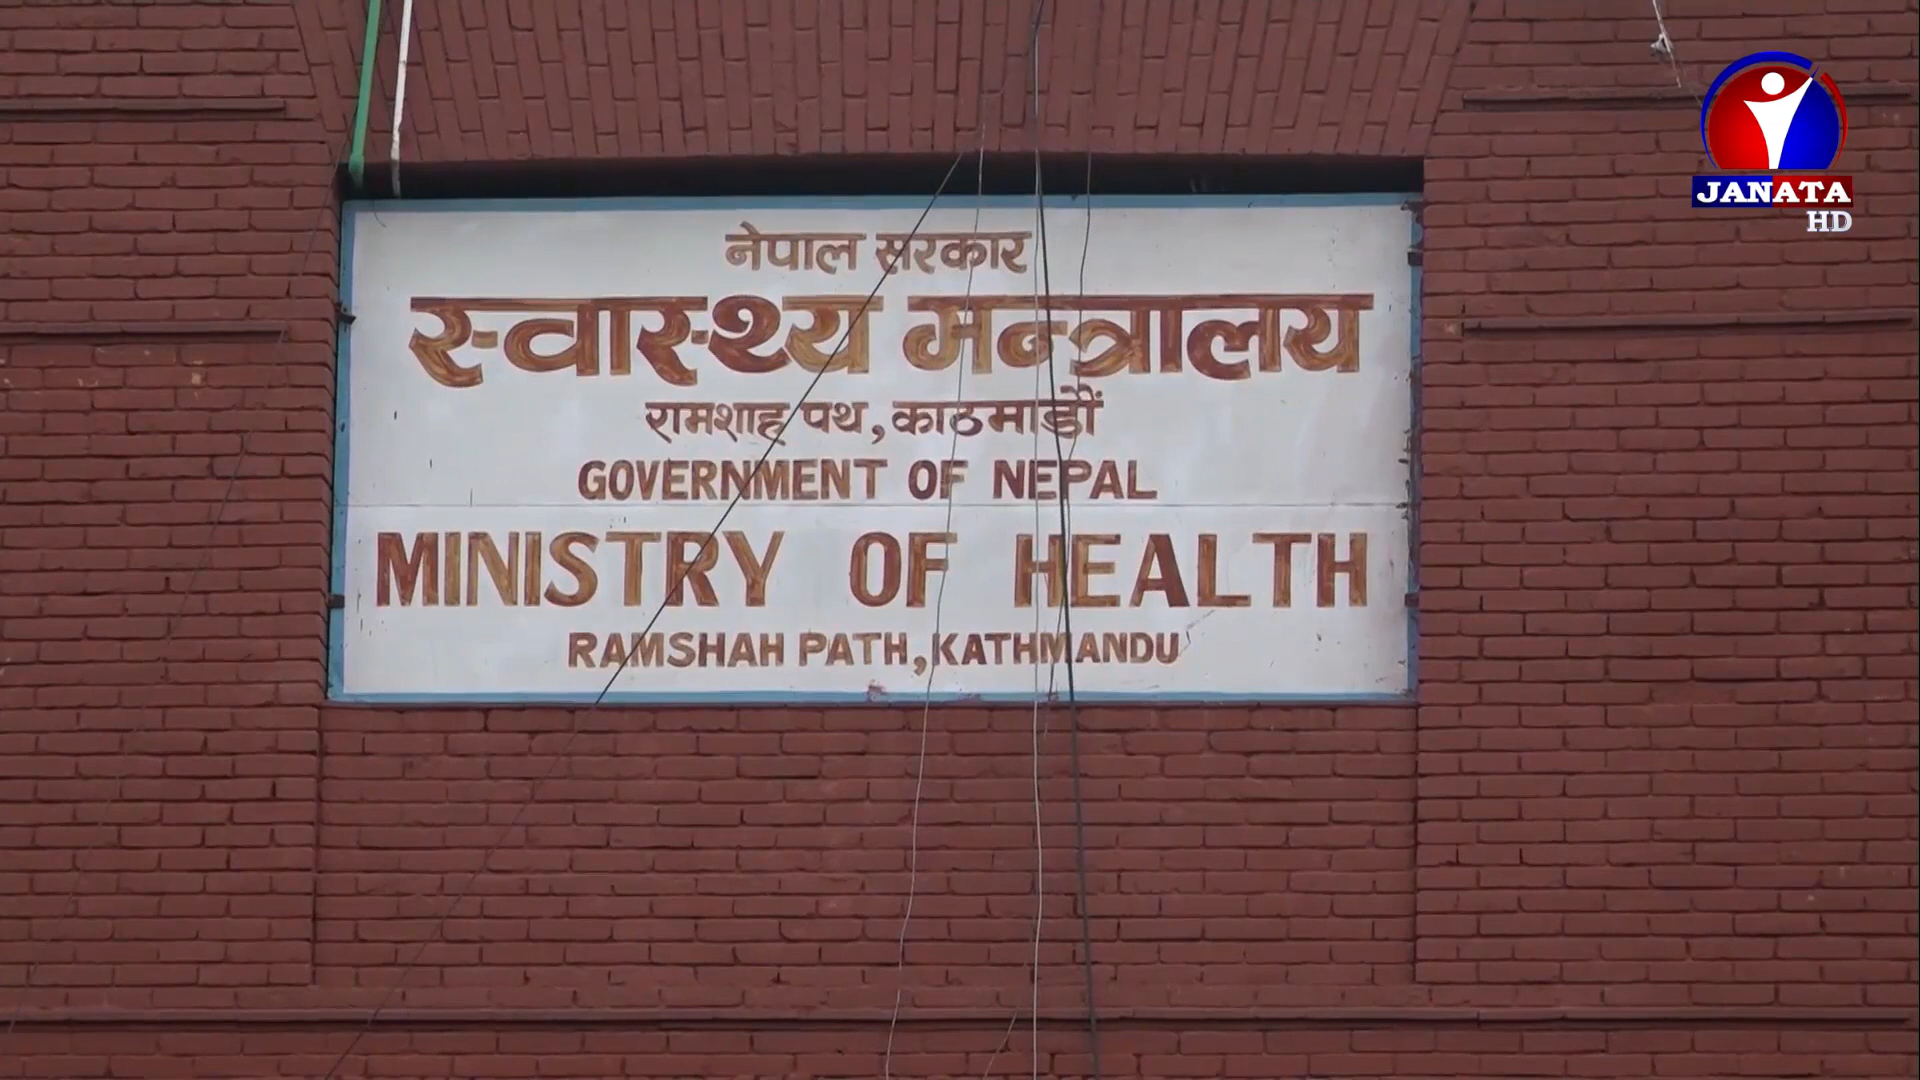 नेपाल सरकार
स्वास्थ्य मन्त्रालय
रामशाह पथ, काठमाडौं
GOVERNMENT OF NEPAL
MINISTRY OF HEALTH
RAMSHAH PATH, KATHMANDU
JANATA
HD